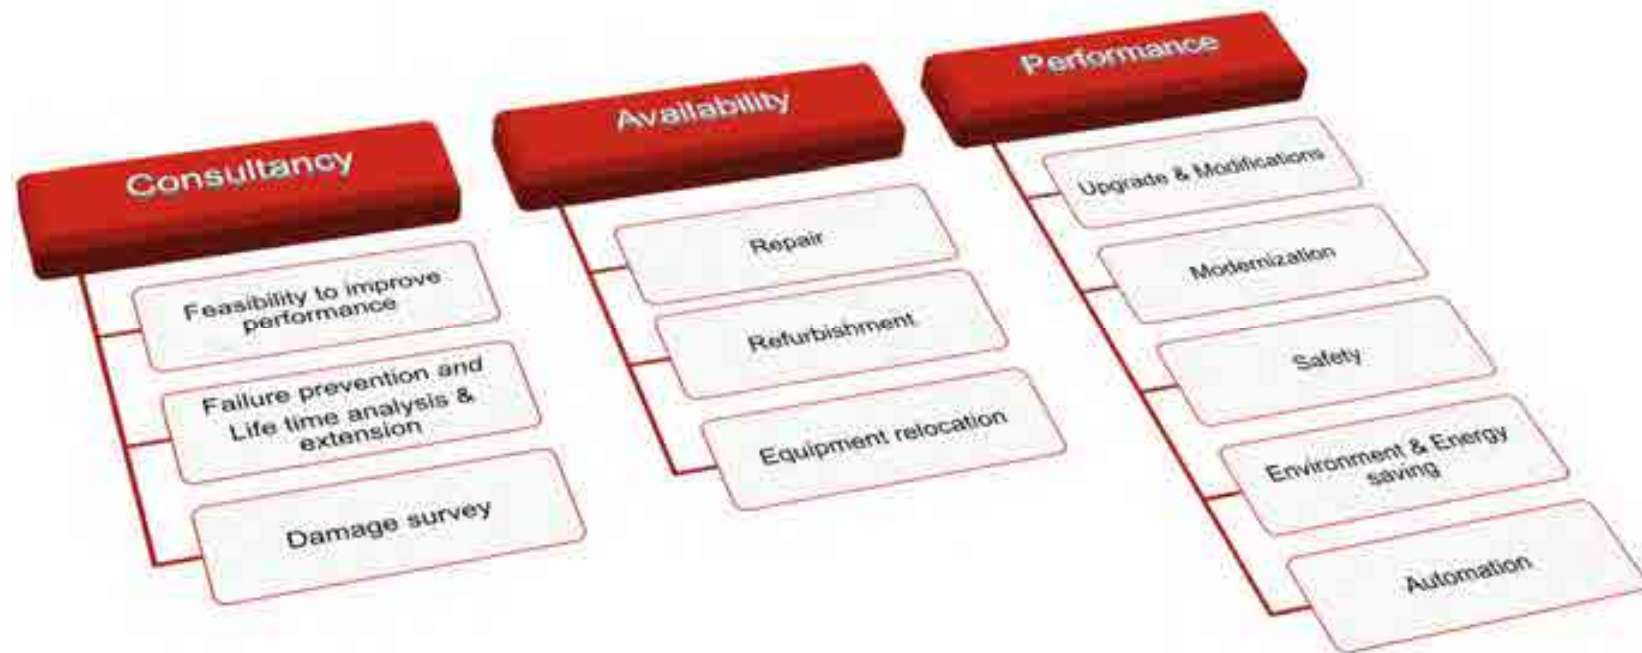 Consultancy
Feasibility to improve
performance
Failure prevention and
Life time analysis &
extension
Damage survey
Availability
Repair
Refurbishment
Equipment relocation
Performance
Upgrade & Modifications
Modernization
Safety
Environment & Energy
saving
Automation